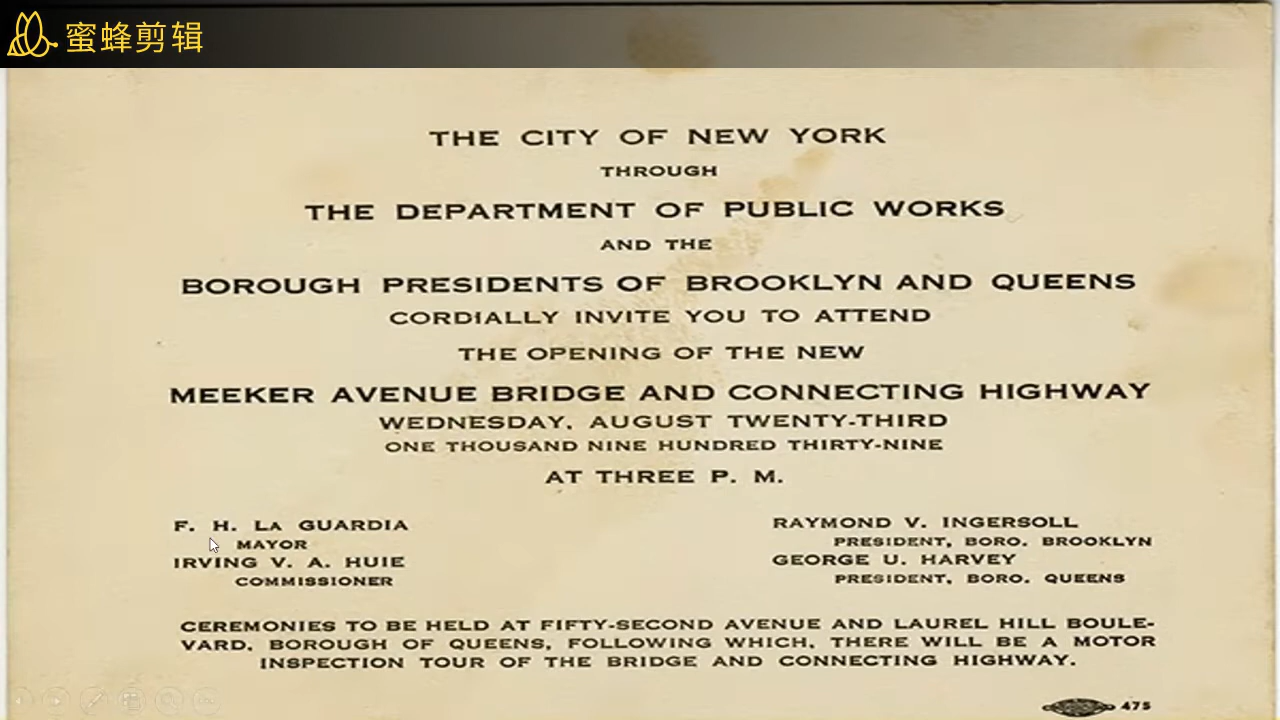 蜜蜂剪辑
THE CITY OF NEW YORK
THROUGH
THE DEPARTMENT OF PUBLIC WORKS
AND THE
BOROUGH PRESIDENTS OF BROOKLYN AND QUEENS
CORDIALLY INVITE YOU TO ATTEND
THE OPENING OF THE NEW
MEEKER AVENUE BRIDGE AND CONNECTING HIGHWAY
WEDNESDAY, AUGUST TWENTY-THIRD
ONE THOUSAND NINE HUNDRED THIRTY-NINE
AT THREE P. M.
F. H. LA GUARDIA
MAYOR
IRVING V. A. HUIE
COMMISSIONER
RAYMOND V. INGERSOLL
PRESIDENT, BORO. BROOKLYN
GEORGE U. HARVEY
PRESIDENT, BORO. QUEENS
CEREMONIES TO BE HELD AT FIFTY-SECOND AVENUE AND LAUREL HILL BOULE-
VARD, BOROUGH OF QUEENS, FOLLOWING WHICH, THERE WILL BE A MOTOR
INSPECTION TOUR OF THE BRIDGE AND CONNECTING HIGHWAY.
475